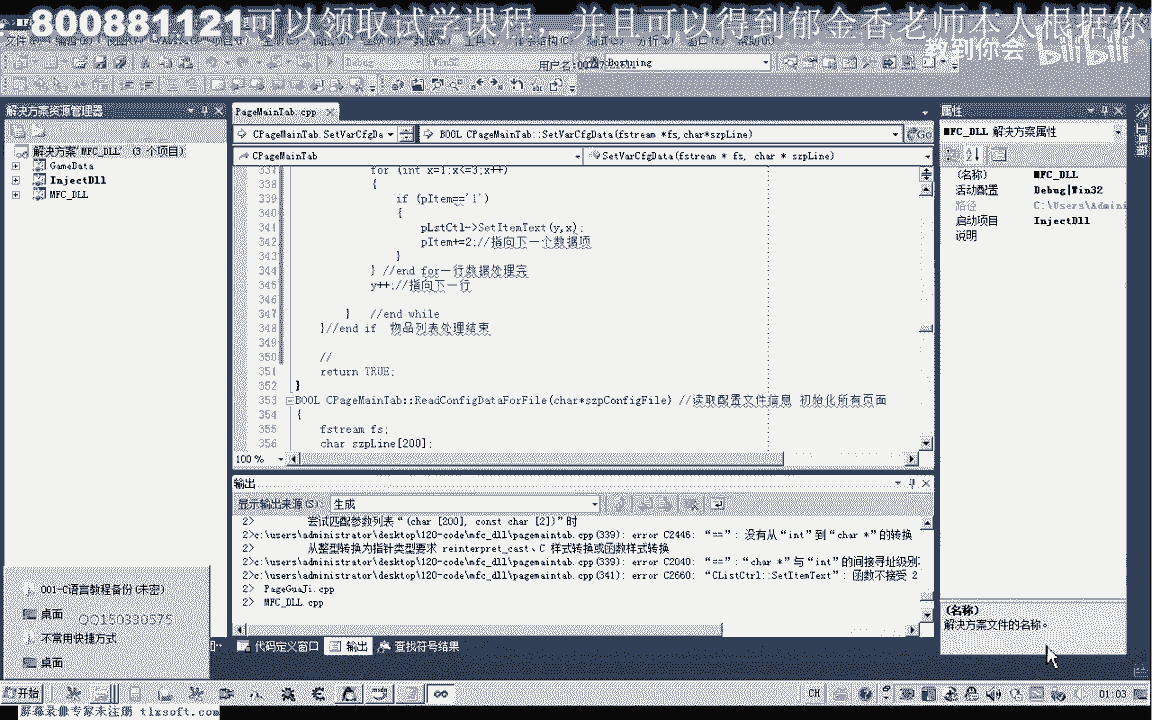 800881121可以领取试学课程，并且可以得到郁金香老师本人根据你
教到你会 bilibili
Debug Win32 用户名: Bustning
解决方案资源管理器
解决方案'MFC_DLL' (3 个项目)
GameData
InjectDll
MFC_DLL
PageMainTab.cpp
CPageMainTab.SetVarCfgDa
BOOL CPageMainTab::SetVarCfgData(fstream *fs,char*szpLine)
Go
CPageMainTab
SetVarCfgData(fstream * fs, char * szpLine)
337 for (int x=1;x<=3;x++)
338 {
339 if (pItem=='1')
340 {
341 pLstCtl->SetItemText(y,x);
342 pItem+=2;//指向下一个数据项
343 }
344 } //end for一行数据处理完
345 y++;//指向下一行
346
347 } //end while
348 }//end if 物品列表处理结束
349
350 //
351 return TRUE;
352 }
353 BOOL CPageMainTab::ReadConfigDataForFile(char*szpConfigFile) //读取配置文件信息 初始化所有页面
354 {
355 fstream fs;
356 char szpLine[200];
100 %
输出
显示输出来源(S): 生成
2> 尝试匹配参数列表“(char [200], const char [2])”时
2>c:\users\administrator\desktop\120-code\mfc_dll\pagemaintab.cpp(339): error C2446: “==”: 没有从“int”到“char *”的转换
2> 从整型转换为指针类型要求 reinterpret_cast、C 样式转换或函数样式转换
2>c:\users\administrator\desktop\120-code\mfc_dll\pagemaintab.cpp(339): error C2040: “==”: “char *”与“int”的间接寻址级别
2>c:\users\administrator\desktop\120-code\mfc_dll\pagemaintab.cpp(341): error C2660: “CListCtrl::SetItemText”: 函数不接受 2
2> PageGuaJi.cpp
2> MFC_DLL.cpp
代码定义窗口 输出 查找符号结果
属性
MFC_DLL 解决方案属性
(名称) MFC_DLL
活动配置 Debug|Win32
路径 C:\Users\Admini
启动项目 InjectDll
说明
(名称)
解决方案文件的名称。
工具箱
001-C语言教程备份(未密)
桌面
QQ150330575
不常用快捷方式
桌面
开始
CH
01:03
屏幕录像专家未注册 tlxsoft.com